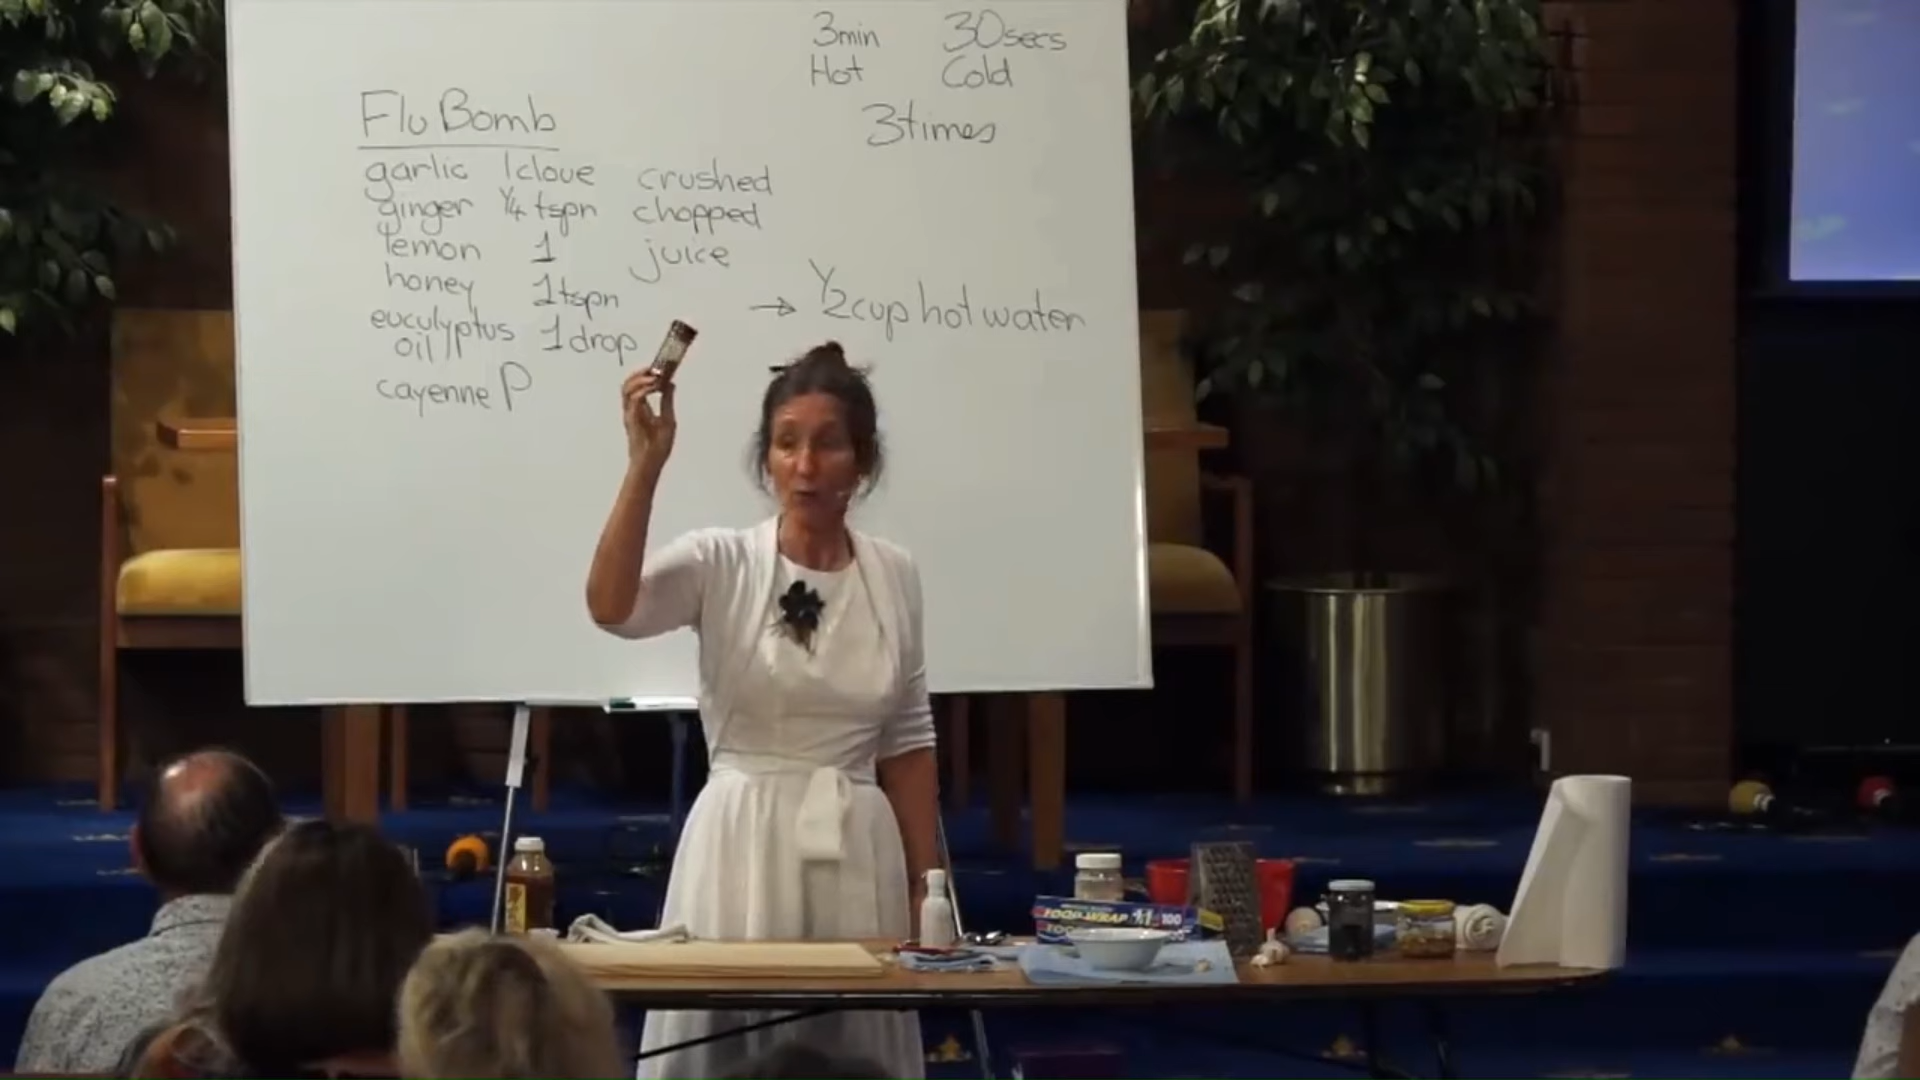 3min 30secs
Hot Cold
3times
Flu Bomb
garlic 1clove crushed
ginger 1/4 tspn chopped
lemon 1 juice
honey 1tspn
→ 1/2cup hot water
euculyptus 1drop
oil
cayenne P
FOOD WRAP 100